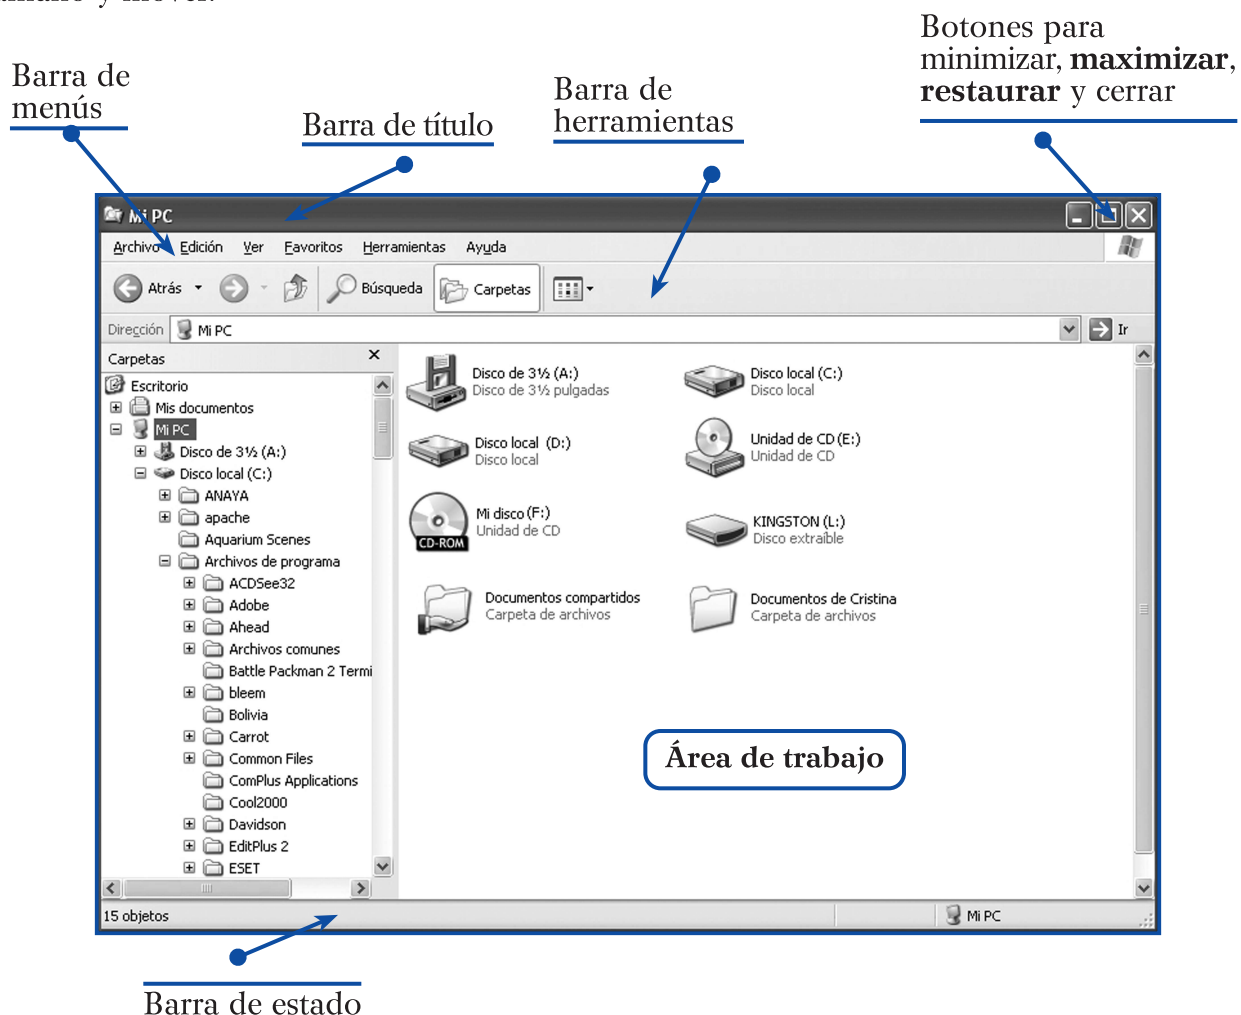 y mover.
Botones para
minimizar, maximizar,
restaurar y cerrar
Barra de
menús
Barra de título
Barra de
herramientas
Mi PC
Archivo Edición Ver Favoritos Herramientas Ayuda
Atrás Búsqueda Carpetas
Dirección Mi PC Ir
Carpetas
Escritorio
Mis documentos
Mi PC
Disco de 3½ (A:)
Disco local (C:)
ANAYA
apache
Aquarium Scenes
Archivos de programa
ACDSee32
Adobe
Ahead
Archivos comunes
Battle Packman 2 Termi
bleem
Bolivia
Carrot
Common Files
ComPlus Applications
Cool2000
Davidson
EditPlus 2
ESET
Disco de 3½ (A:)
Disco de 3½ pulgadas
Disco local (C:)
Disco local
Disco local (D:)
Disco local
Unidad de CD (E:)
Unidad de CD
CD-ROM
Mi disco (F:)
Unidad de CD
KINGSTON (L:)
Disco extraíble
Documentos compartidos
Carpeta de archivos
Documentos de Cristina
Carpeta de archivos
Área de trabajo
15 objetos
Mi PC
Barra de estado